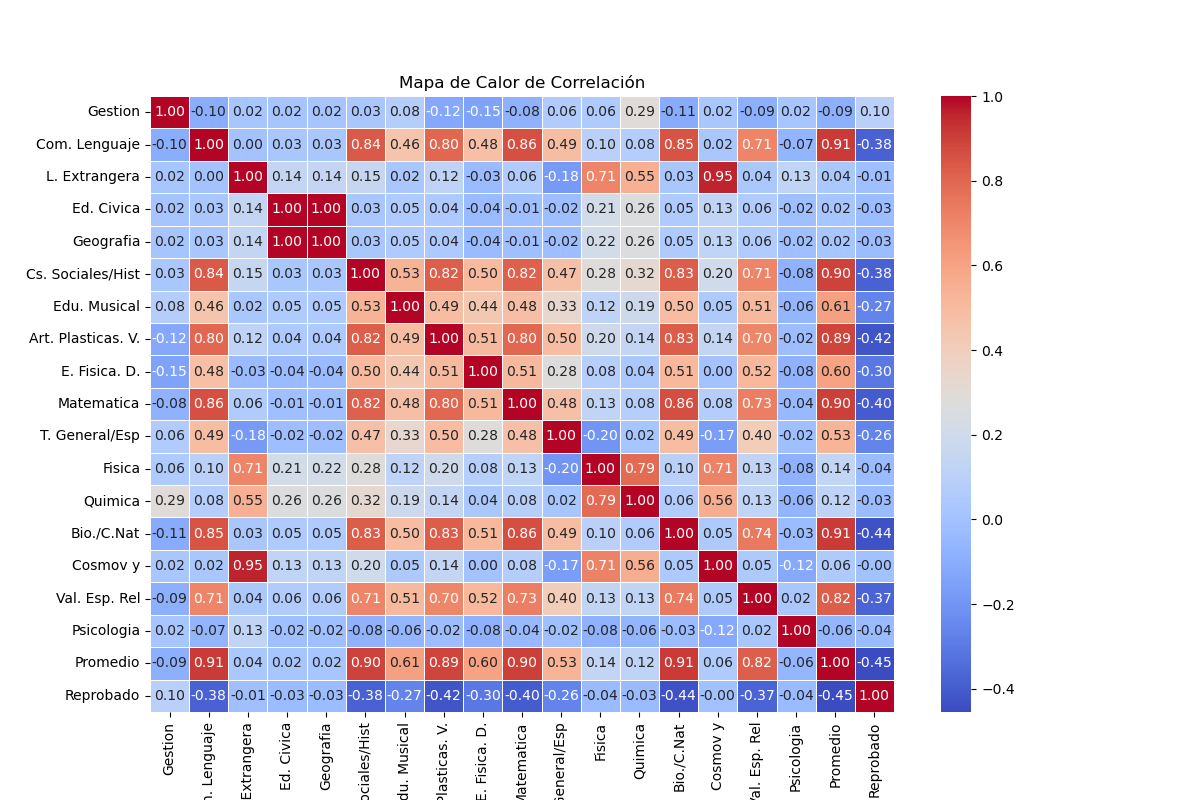 Mapa de Calor de Correlación
Gestion 1.00 -0.10 0.02 0.02 0.02 0.03 0.08 -0.12 -0.15 -0.08 0.06 0.06 0.29 -0.11 0.02 -0.09 0.02 -0.09 0.10
Com. Lenguaje -0.10 1.00 0.00 0.03 0.03 0.84 0.46 0.80 0.48 0.86 0.49 0.10 0.08 0.85 0.02 0.71 -0.07 0.91 -0.38
L. Extrangera 0.02 0.00 1.00 0.14 0.14 0.15 0.02 0.12 -0.03 0.06 -0.18 0.71 0.55 0.03 0.95 0.04 0.13 0.04 -0.01
Ed. Civica 0.02 0.03 0.14 1.00 1.00 0.03 0.05 0.04 -0.04 -0.01 -0.02 0.21 0.26 0.05 0.13 0.06 -0.02 0.02 -0.03
Geografia 0.02 0.03 0.14 1.00 1.00 0.03 0.05 0.04 -0.04 -0.01 -0.02 0.22 0.26 0.05 0.13 0.06 -0.02 0.02 -0.03
Cs. Sociales/Hist 0.03 0.84 0.15 0.03 0.03 1.00 0.53 0.82 0.50 0.82 0.47 0.28 0.32 0.83 0.20 0.71 -0.08 0.90 -0.38
Edu. Musical 0.08 0.46 0.02 0.05 0.05 0.53 1.00 0.49 0.44 0.48 0.33 0.12 0.19 0.50 0.05 0.51 -0.06 0.61 -0.27
Art. Plasticas. V. -0.12 0.80 0.12 0.04 0.04 0.82 0.49 1.00 0.51 0.80 0.50 0.20 0.14 0.83 0.14 0.70 -0.02 0.89 -0.42
E. Fisica. D. -0.15 0.48 -0.03 -0.04 -0.04 0.50 0.44 0.51 1.00 0.51 0.28 0.08 0.04 0.51 0.00 0.52 -0.08 0.60 -0.30
Matematica -0.08 0.86 0.06 -0.01 -0.01 0.82 0.48 0.80 0.51 1.00 0.48 0.13 0.08 0.86 0.08 0.73 -0.04 0.90 -0.40
T. General/Esp 0.06 0.49 -0.18 -0.02 -0.02 0.47 0.33 0.50 0.28 0.48 1.00 -0.20 0.02 0.49 -0.17 0.40 -0.02 0.53 -0.26
Fisica 0.06 0.10 0.71 0.21 0.22 0.28 0.12 0.20 0.08 0.13 -0.20 1.00 0.79 0.10 0.71 0.13 -0.08 0.14 -0.04
Quimica 0.29 0.08 0.55 0.26 0.26 0.32 0.19 0.14 0.04 0.08 0.02 0.79 1.00 0.06 0.56 0.13 -0.06 0.12 -0.03
Bio./C.Nat -0.11 0.85 0.03 0.05 0.05 0.83 0.50 0.83 0.51 0.86 0.49 0.10 0.06 1.00 0.05 0.74 -0.03 0.91 -0.44
Cosmov y 0.02 0.02 0.95 0.13 0.13 0.20 0.05 0.14 0.00 0.08 -0.17 0.71 0.56 0.05 1.00 0.05 -0.12 0.06 -0.00
Val. Esp. Rel -0.09 0.71 0.04 0.06 0.06 0.71 0.51 0.70 0.52 0.73 0.40 0.13 0.13 0.74 0.05 1.00 0.02 0.82 -0.37
Psicologia 0.02 -0.07 0.13 -0.02 -0.02 -0.08 -0.06 -0.02 -0.08 -0.04 -0.02 -0.08 -0.06 -0.03 -0.12 0.02 1.00 -0.06 -0.04
Promedio -0.09 0.91 0.04 0.02 0.02 0.90 0.61 0.89 0.60 0.90 0.53 0.14 0.12 0.91 0.06 0.82 -0.06 1.00 -0.45
Reprobado 0.10 -0.38 -0.01 -0.03 -0.03 -0.38 -0.27 -0.42 -0.30 -0.40 -0.26 -0.04 -0.03 -0.44 -0.00 -0.37 -0.04 -0.45 1.00
Gestion
Lenguaje
Extrangera
Ed. Civica
Geografia
ociales/Hist
du. Musical
Plasticas. V.
E. Fisica. D.
Matematica
General/Esp
Fisica
Quimica
Bio./C.Nat
Cosmov y
al. Esp. Rel
Psicologia
Promedio
Reprobado
1.0
0.8
0.6
0.4
0.2
0.0
−0.2
−0.4